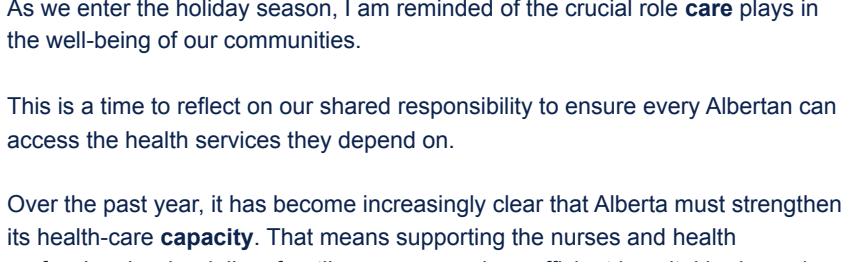 As we enter the holiday season, I am reminded of the crucial role care plays in
the well-being of our communities.
This is a time to reflect on our shared responsibility to ensure every Albertan can
access the health services they depend on.
Over the past year, it has become increasingly clear that Alberta must strengthen
its health-care capacity. That means supporting the nurses and health